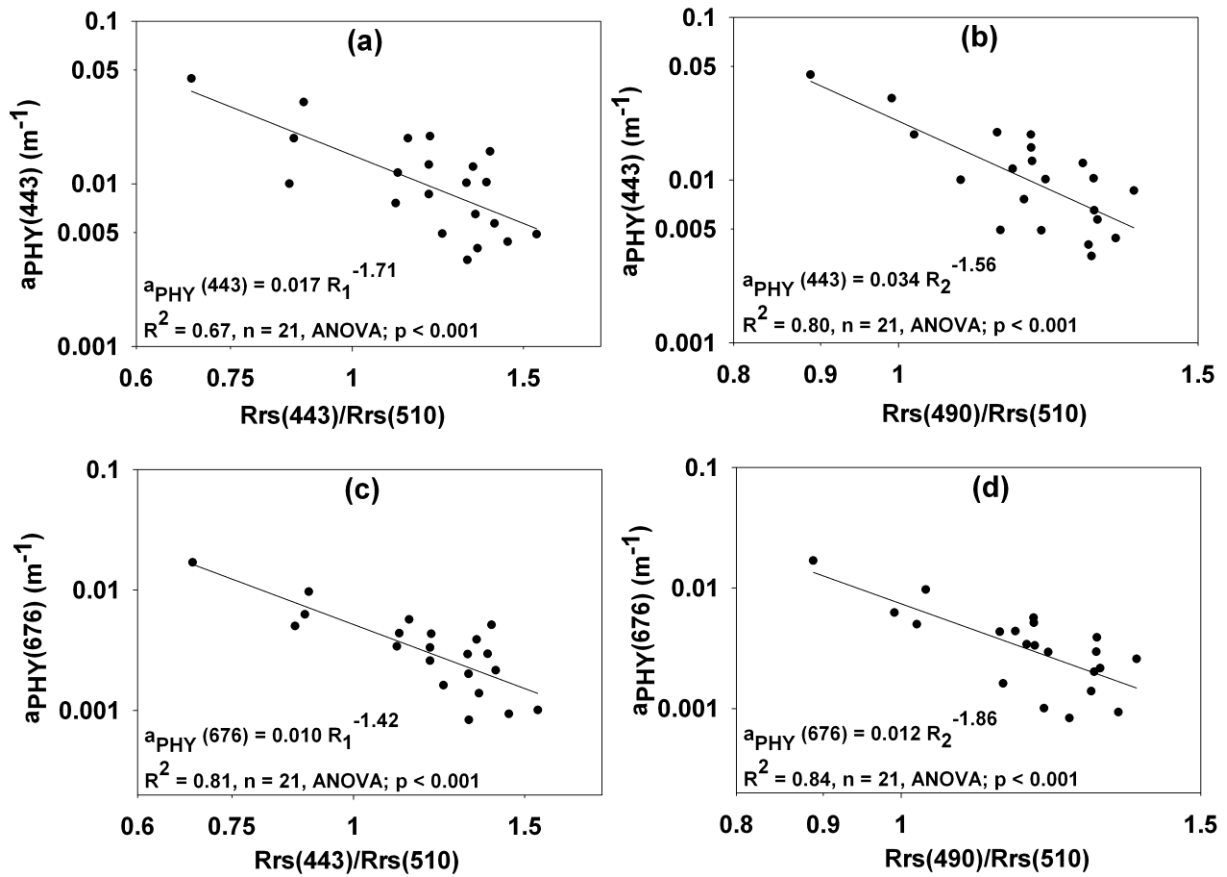 (a)
0.1
0.05
0.01
0.005
0.001
aPHY(443) (m-1)
aPHY (443) = 0.017 R1-1.71
R2 = 0.67, n = 21, ANOVA; p < 0.001
0.6 0.75 1 1.5
Rrs(443)/Rrs(510)
(b)
0.1
0.05
0.01
0.005
0.001
aPHY(443) (m-1)
aPHY (443) = 0.034 R2-1.56
R2 = 0.80, n = 21, ANOVA; p < 0.001
0.8 0.9 1 1.5
Rrs(490)/Rrs(510)
(c)
0.1
0.01
0.001
aPHY(676) (m-1)
aPHY (676) = 0.010 R1-1.42
R2 = 0.81, n = 21, ANOVA; p < 0.001
0.6 0.75 1 1.5
Rrs(443)/Rrs(510)
(d)
0.1
0.01
0.001
aPHY(676) (m-1)
aPHY (676) = 0.012 R2-1.86
R2 = 0.84, n = 21, ANOVA; p < 0.001
0.8 0.9 1 1.5
Rrs(490)/Rrs(510)